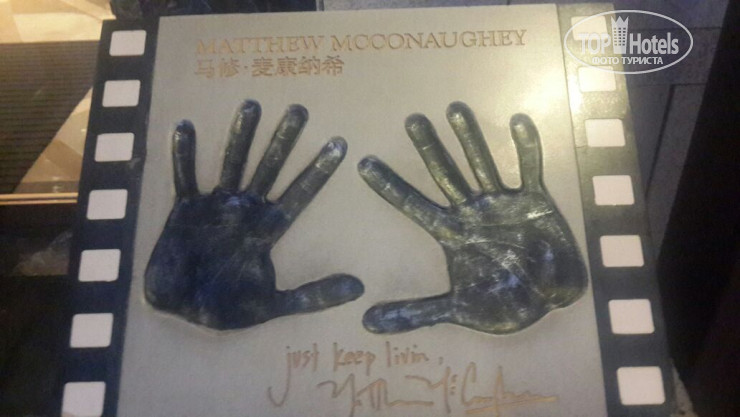 MATTHEW MCCONAUGHEY
马修·麦康纳希
TOP Hotels
ФОТО ТУРИСТА
just keep livin,